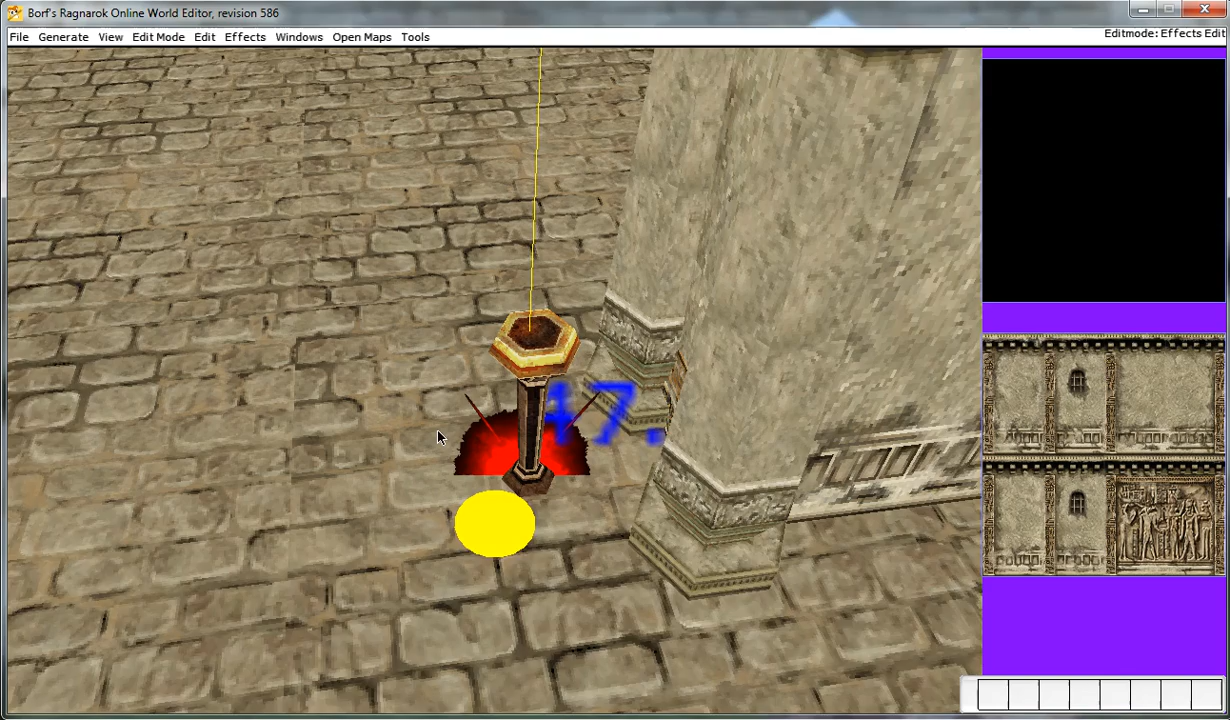 Borf's Ragnarok Online World Editor, revision 586
File Generate View Edit Mode Edit Effects Windows Open Maps Tools
Editmode: Effects Edit
47.